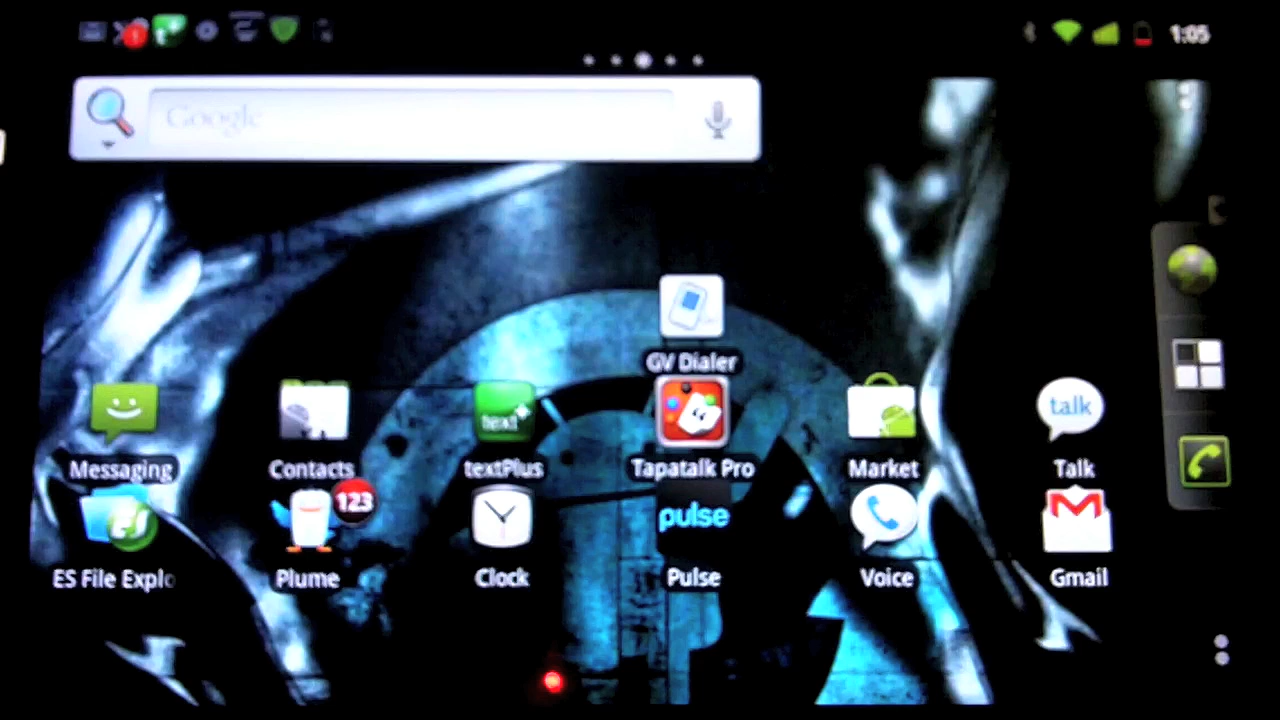 1:05
Google
GV Dialer
talk
text+
Messaging
Contacts
textPlus
Tapatalk Pro
Market
Talk
123
pulse
ES File Explo
Plume
Clock
Pulse
Voice
Gmail